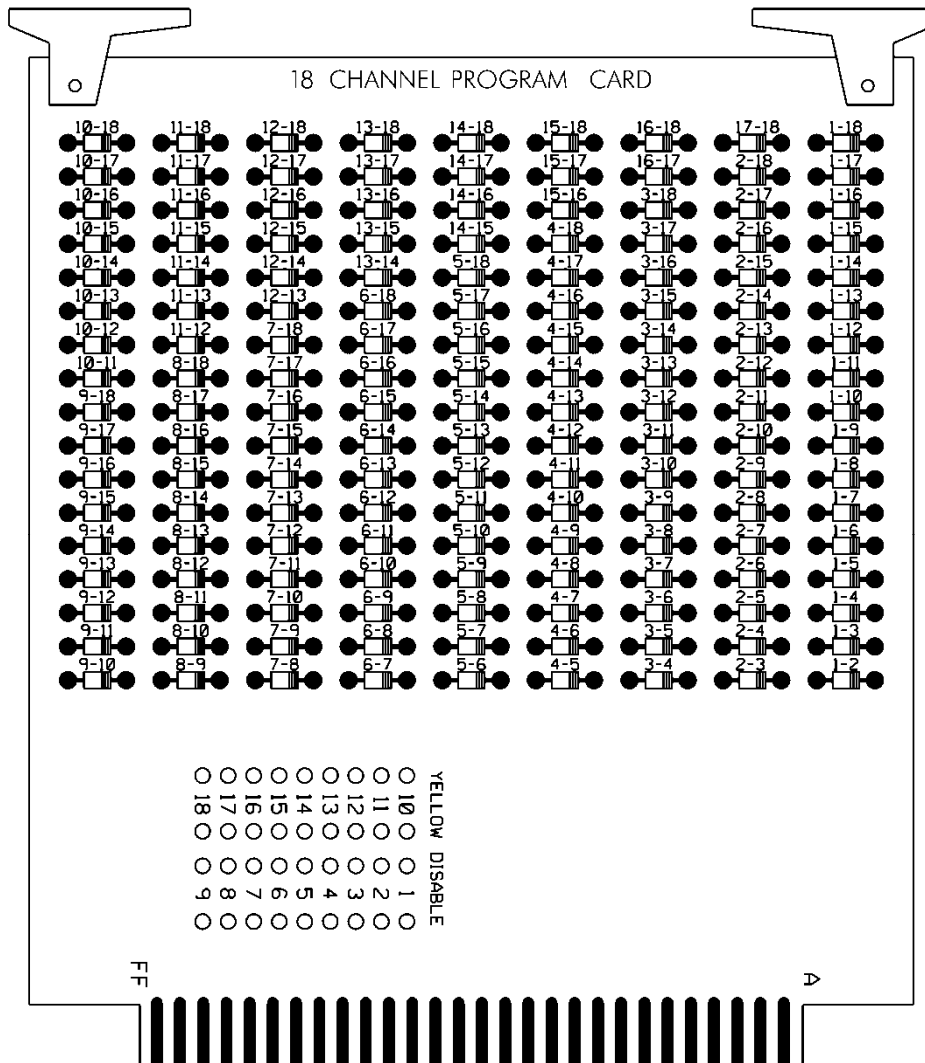 18 CHANNEL PROGRAM CARD
10-18 11-18 12-18 13-18 14-18 15-18 16-18 17-18 1-18
10-17 11-17 12-17 13-17 14-17 15-17 16-17 2-18 1-17
10-16 11-16 12-16 13-16 14-16 15-16 3-18 2-17 1-16
10-15 11-15 12-15 13-15 14-15 4-18 3-17 2-16 1-15
10-14 11-14 12-14 13-14 5-18 4-17 3-16 2-15 1-14
10-13 11-13 12-13 6-18 5-17 4-16 3-15 2-14 1-13
10-12 11-12 7-18 6-17 5-16 4-15 3-14 2-13 1-12
10-11 8-18 7-17 6-16 5-15 4-14 3-13 2-12 1-11
9-18 8-17 7-16 6-15 5-14 4-13 3-12 2-11 1-10
9-17 8-16 7-15 6-14 5-13 4-12 3-11 2-10 1-9
9-16 8-15 7-14 6-13 5-12 4-11 3-10 2-9 1-8
9-15 8-14 7-13 6-12 5-11 4-10 3-9 2-8 1-7
9-14 8-13 7-12 6-11 5-10 4-9 3-8 2-7 1-6
9-13 8-12 7-11 6-10 5-9 4-8 3-7 2-6 1-5
9-12 8-11 7-10 6-9 5-8 4-7 3-6 2-5 1-4
9-11 8-10 7-9 6-8 5-7 4-6 3-5 2-4 1-3
9-10 8-9 7-8 6-7 5-6 4-5 3-4 2-3 1-2
YELLOW DISABLE
10 1
11 2
12 3
13 4
14 5
15 6
16 7
17 8
18 9
FF A